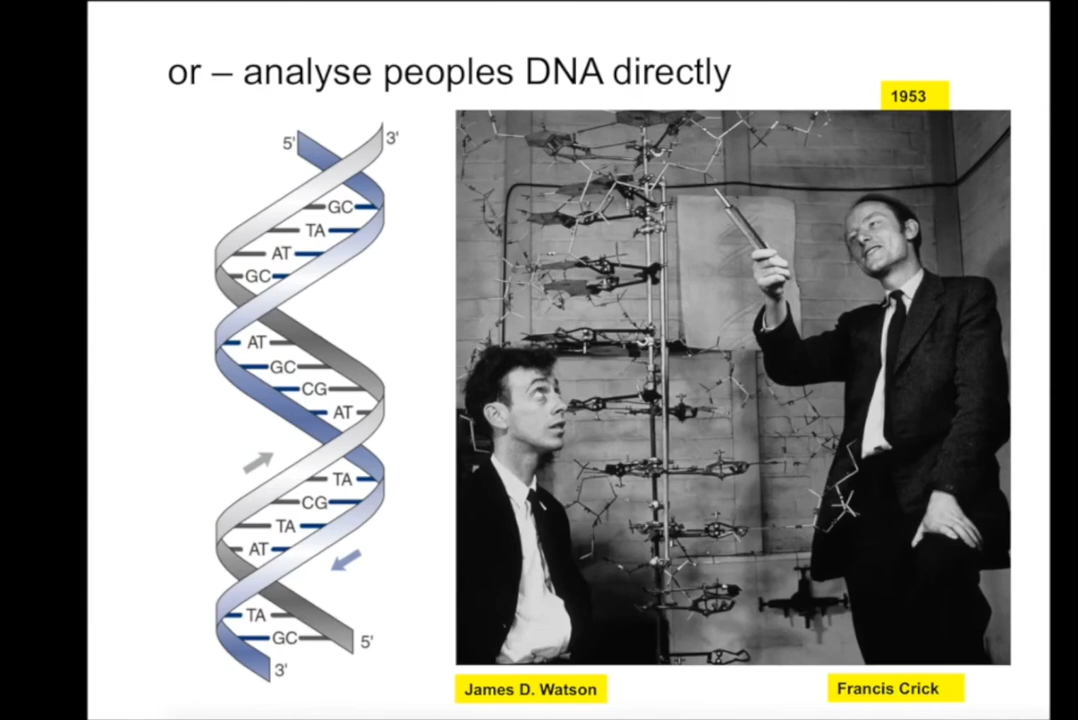 or – analyse peoples DNA directly
1953
5'
3'
GC
TA
AT
GC
AT
GC
CG
AT
TA
CG
TA
AT
TA
GC
5'
3'
James D. Watson
Francis Crick